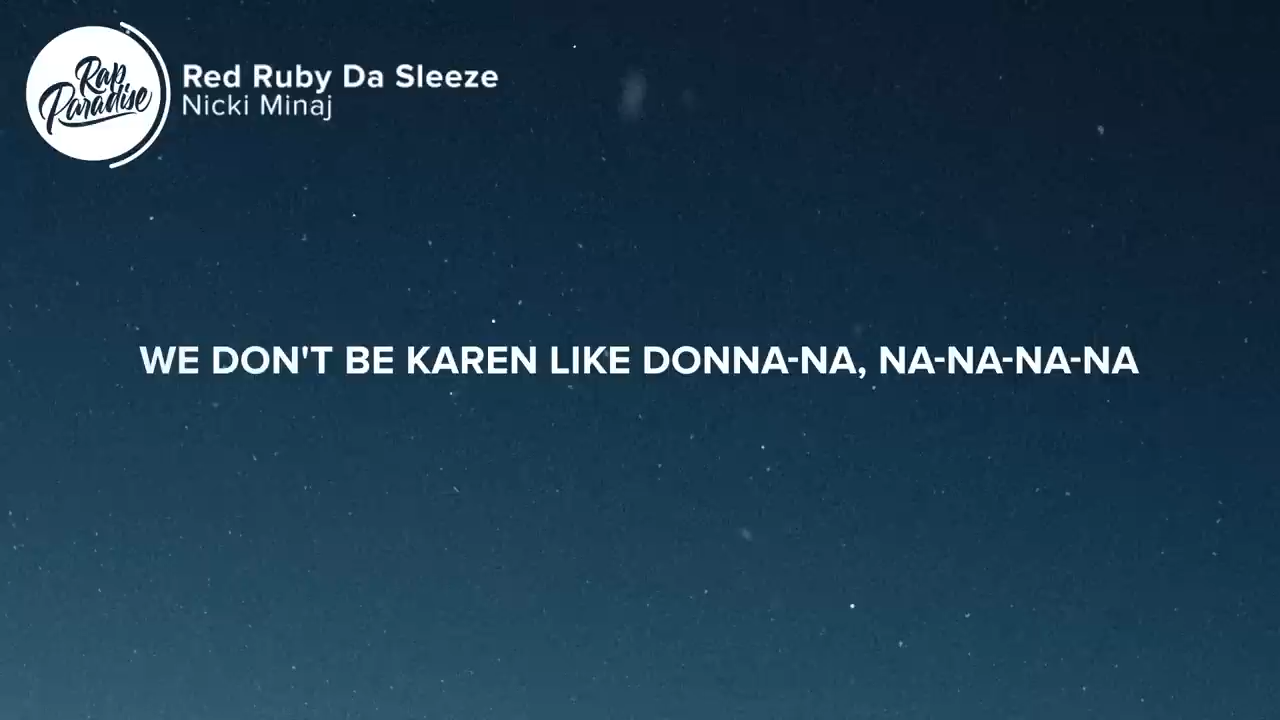 Rap
Paradise
Red Ruby Da Sleeze
Nicki Minaj
WE DON'T BE KAREN LIKE DONNA-NA, NA-NA-NA-NA